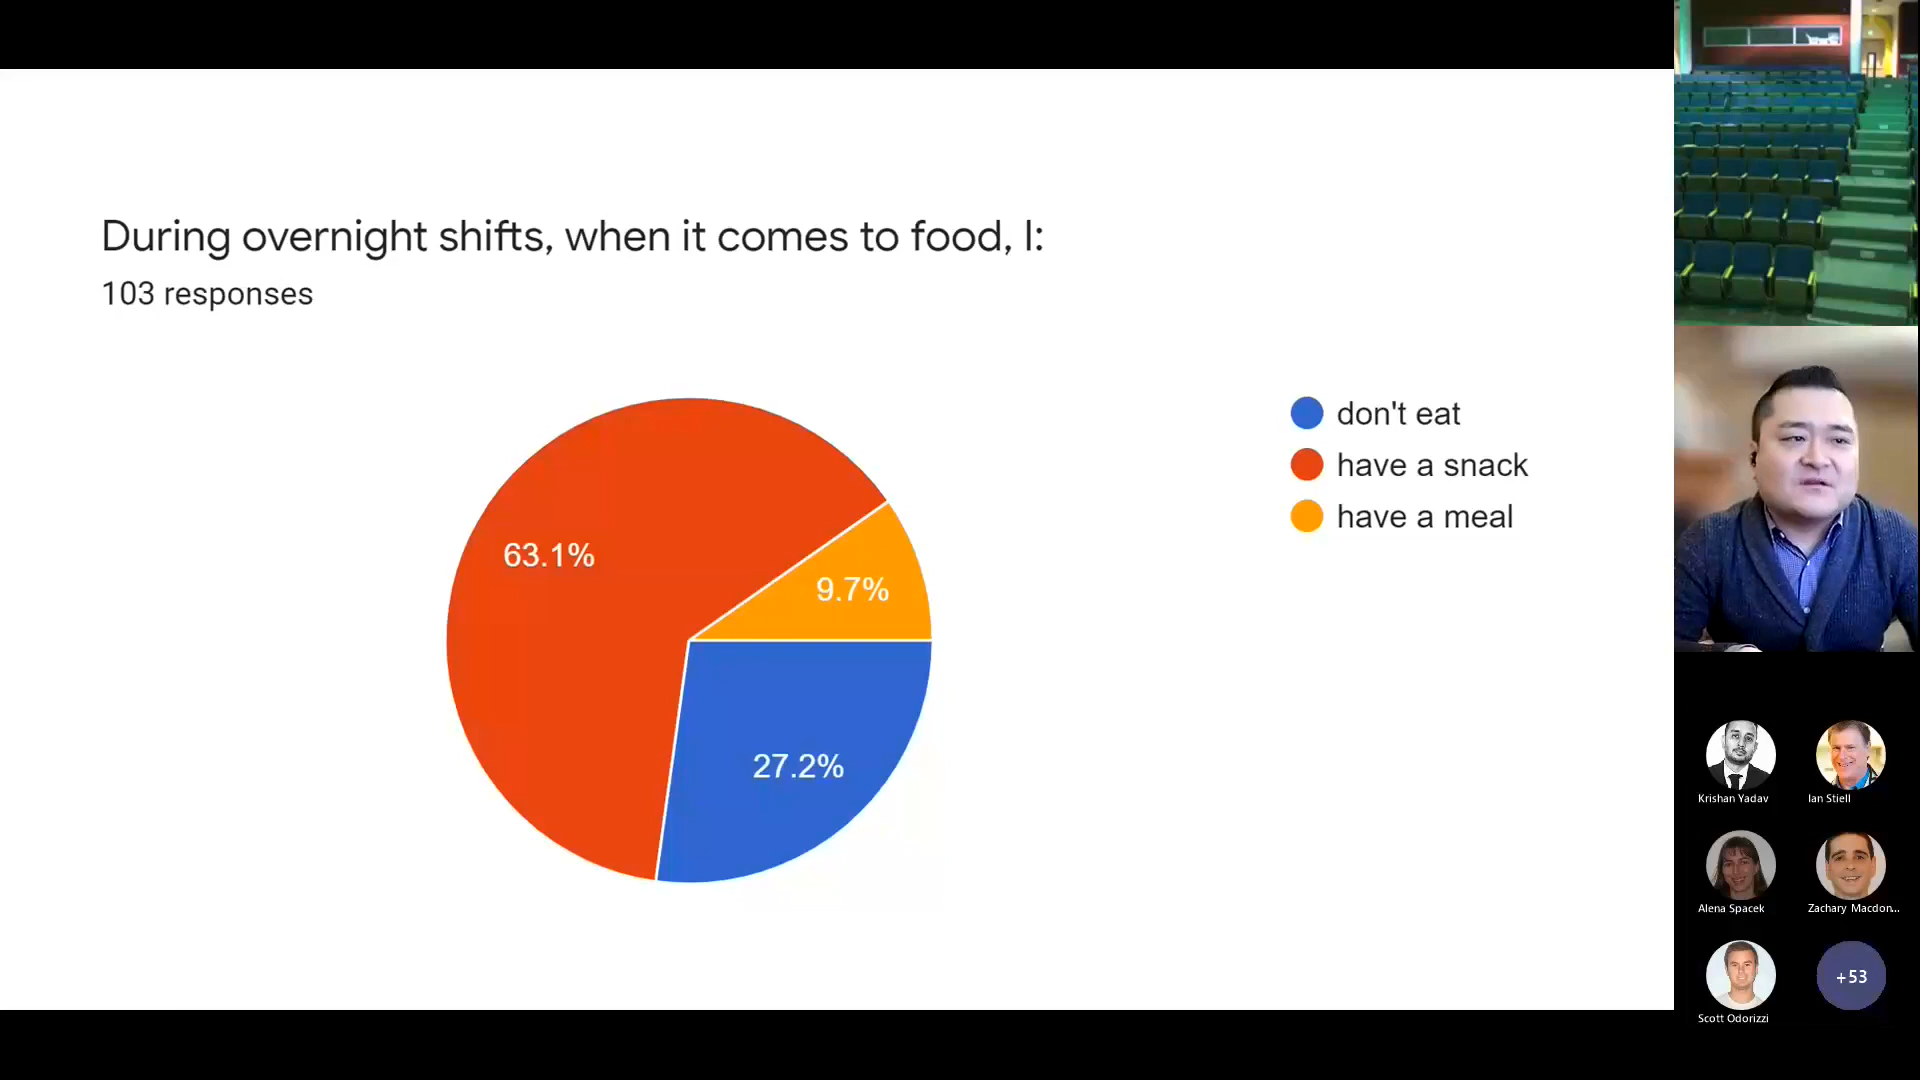 During overnight shifts, when it comes to food, I:
103 responses
don't eat
have a snack
have a meal
63.1%
9.7%
27.2%
Krishan Yadav
Ian Stiell
Alena Spacek
Zachary Macdon...
Scott Odorizzi
+53